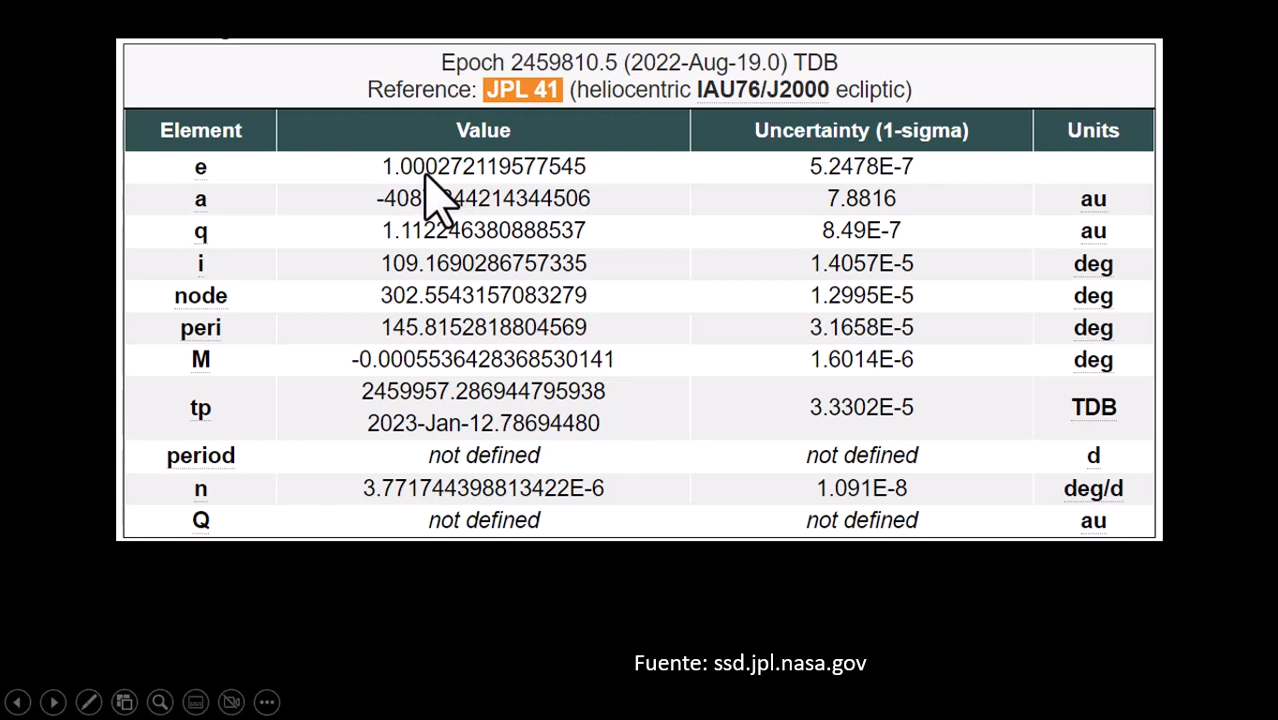 Epoch 2459810.5 (2022-Aug-19.0) TDB
Reference: JPL 41 (heliocentric IAU76/J2000 ecliptic)
Element Value Uncertainty (1-sigma) Units
e 1.000272119577545 5.2478E-7
a 7.8816 au
q 1.112246380888537 8.49E-7 au
i 109.1690286757335 1.4057E-5 deg
node 302.5543157083279 1.2995E-5 deg
peri 145.8152818804569 3.1658E-5 deg
M -0.0005536428368530141 1.6014E-6 deg
tp 2459957.286944795938
2023-Jan-12.78694480 3.3302E-5 TDB
period not defined not defined d
n 3.771744398813422E-6 1.091E-8 deg/d
Q not defined not defined au
Fuente: ssd.jpl.nasa.gov